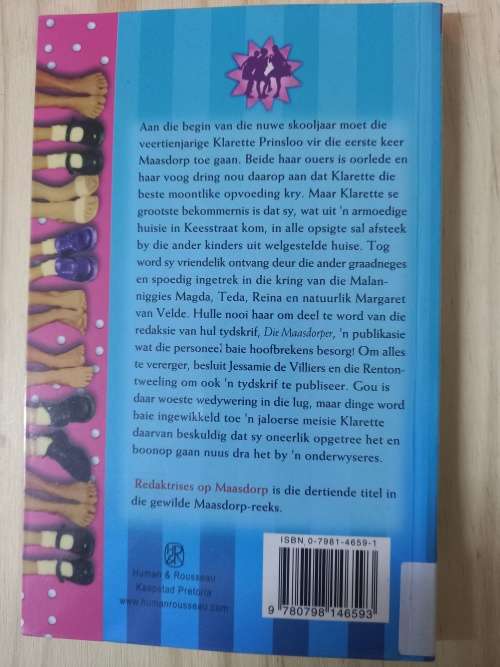 Aan die begin van die nuwe skooljaar moet die
veertienjarige Klarette Prinsloo vir die eerste keer
Maasdorp toe gaan. Beide haar ouers is oorlede en
haar voog dring nou daarop aan dat Klarette die
beste moontlike opvoeding kry. Maar Klarette se
grootste bekommernis is dat sy, wat uit 'n armoedige
huisie in Keesstraat kom, in alle opsigte sal afsteek
by die ander kinders uit welgestelde huise. Tog
word sy vriendelik ontvang deur die ander graadneges
en spoedig ingetrek in die kring van die Malan-
niggies Magda, Teda, Reina en natuurlik Margaret
van Velde. Hulle nooi haar om deel te word van die
redaksie van hul tydskrif, Die Maasdorper, 'n publikasie
wat die personeel baie hoofbrekens besorg! Om alles
te vererger, besluit Jessamie de Villiers en die Renton-
tweeling om ook 'n tydskrif te publiseer. Gou is
daar woeste wedywering in die lug, maar dinge word
baie ingewikkeld toe 'n jaloerse meisie Klarette
daarvan beskuldig dat sy oneerlik opgetree het en
boonop gaan nuus dra het by 'n onderwyseres.
Redaktrises op Maasdorp is die dertiende titel in
die gewilde Maasdorp-reeks.
H&R
Human & Rousseau
Kaapstad Pretoria
www.humanrousseau.com
ISBN 0-7981-4659-1
9 780798 146593